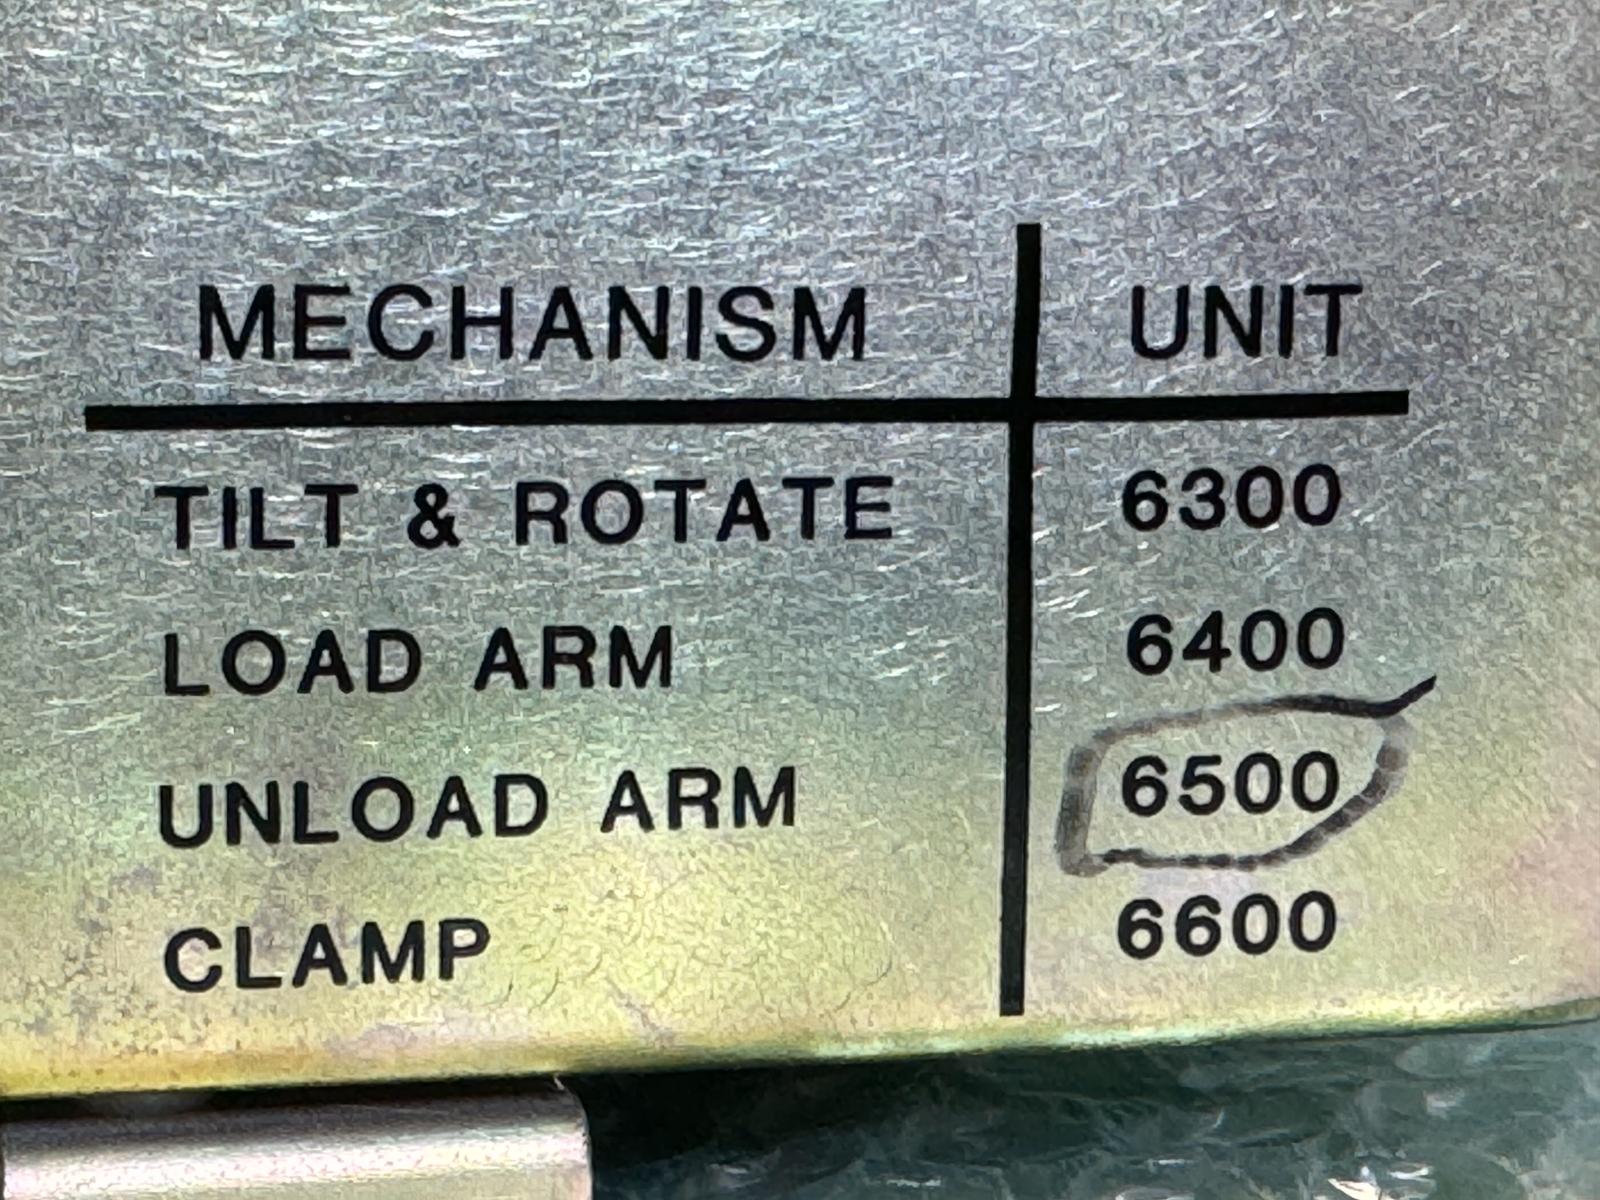 MECHANISM UNIT
TILT & ROTATE 6300
LOAD ARM 6400
UNLOAD ARM 6500
CLAMP 6600